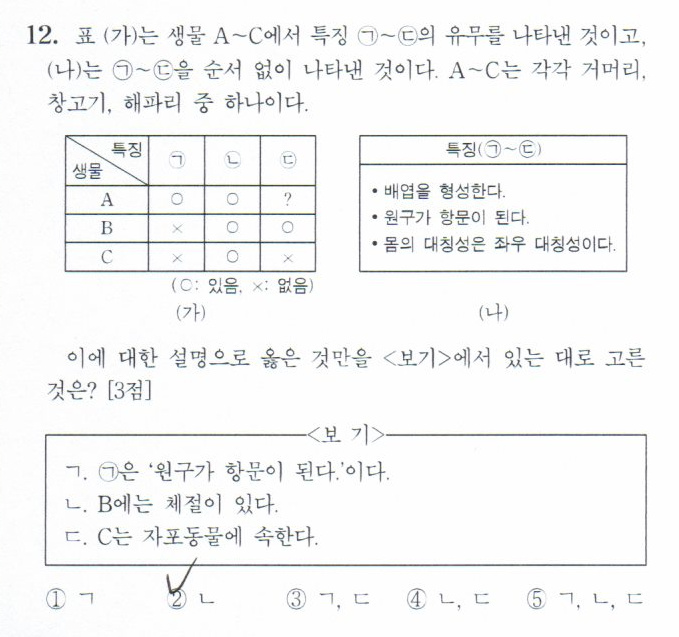 12. 표 (가)는 생물 A~C에서 특징 ㉠~㉢의 유무를 나타낸 것이고,
(나)는 ㉠~㉢을 순서 없이 나타낸 것이다. A~C는 각각 거머리,
창고기, 해파리 중 하나이다.
특징 ㉠ ㉡ ㉢
생물
A ○ ○ ?
B × ○ ○
C × ○ ×
(○: 있음, ×: 없음)
(가)
특징(㉠~㉢)
• 배엽을 형성한다.
• 원구가 항문이 된다.
• 몸의 대칭성은 좌우 대칭성이다.
(나)
이에 대한 설명으로 옳은 것만을 <보기>에서 있는 대로 고른
것은? [3점]
<보 기>
ㄱ. ㉠은 ‘원구가 항문이 된다.’이다.
ㄴ. B에는 체절이 있다.
ㄷ. C는 자포동물에 속한다.
① ㄱ ② ㄴ ③ ㄱ, ㄷ ④ ㄴ, ㄷ ⑤ ㄱ, ㄴ, ㄷ